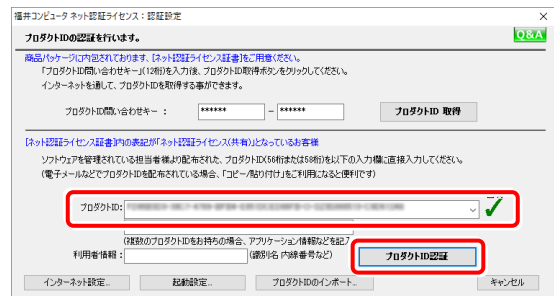 福井コンピュータ ネット認証ライセンス：認証設定
プロダクトIDの認証を行います。
Q&A
商品パッケージに内包されております、【ネット認証ライセンス証書】をご用意ください。
「プロダクトID問い合わせキー」(12桁)を入力後、プロダクトID取得ボタンをクリックしてください。
インターネットを通して、プロダクトIDを取得する事ができます。
プロダクトID問い合わせキー : ****** - ****** プロダクトID 取得
【ネット認証ライセンス証書】内の表記が「ネット認証ライセンス(共有)」となっているお客様
ソフトウェアを管理されている担当者様より配布された、プロダクトID(56桁または58桁)を以下の入力欄に直接入力してください。
(電子メールなどでプロダクトIDを配布されている場合、「コピー/貼り付け」をご利用になると便利です)
プロダクトID:
(複数のプロダクトIDをお持ちの場合、アプリケーション情報などを記入
利用者情報 : (識別名 内線番号など) プロダクトID認証
インターネット設定... 起動設定... プロダクトIDのインポート... キャンセル